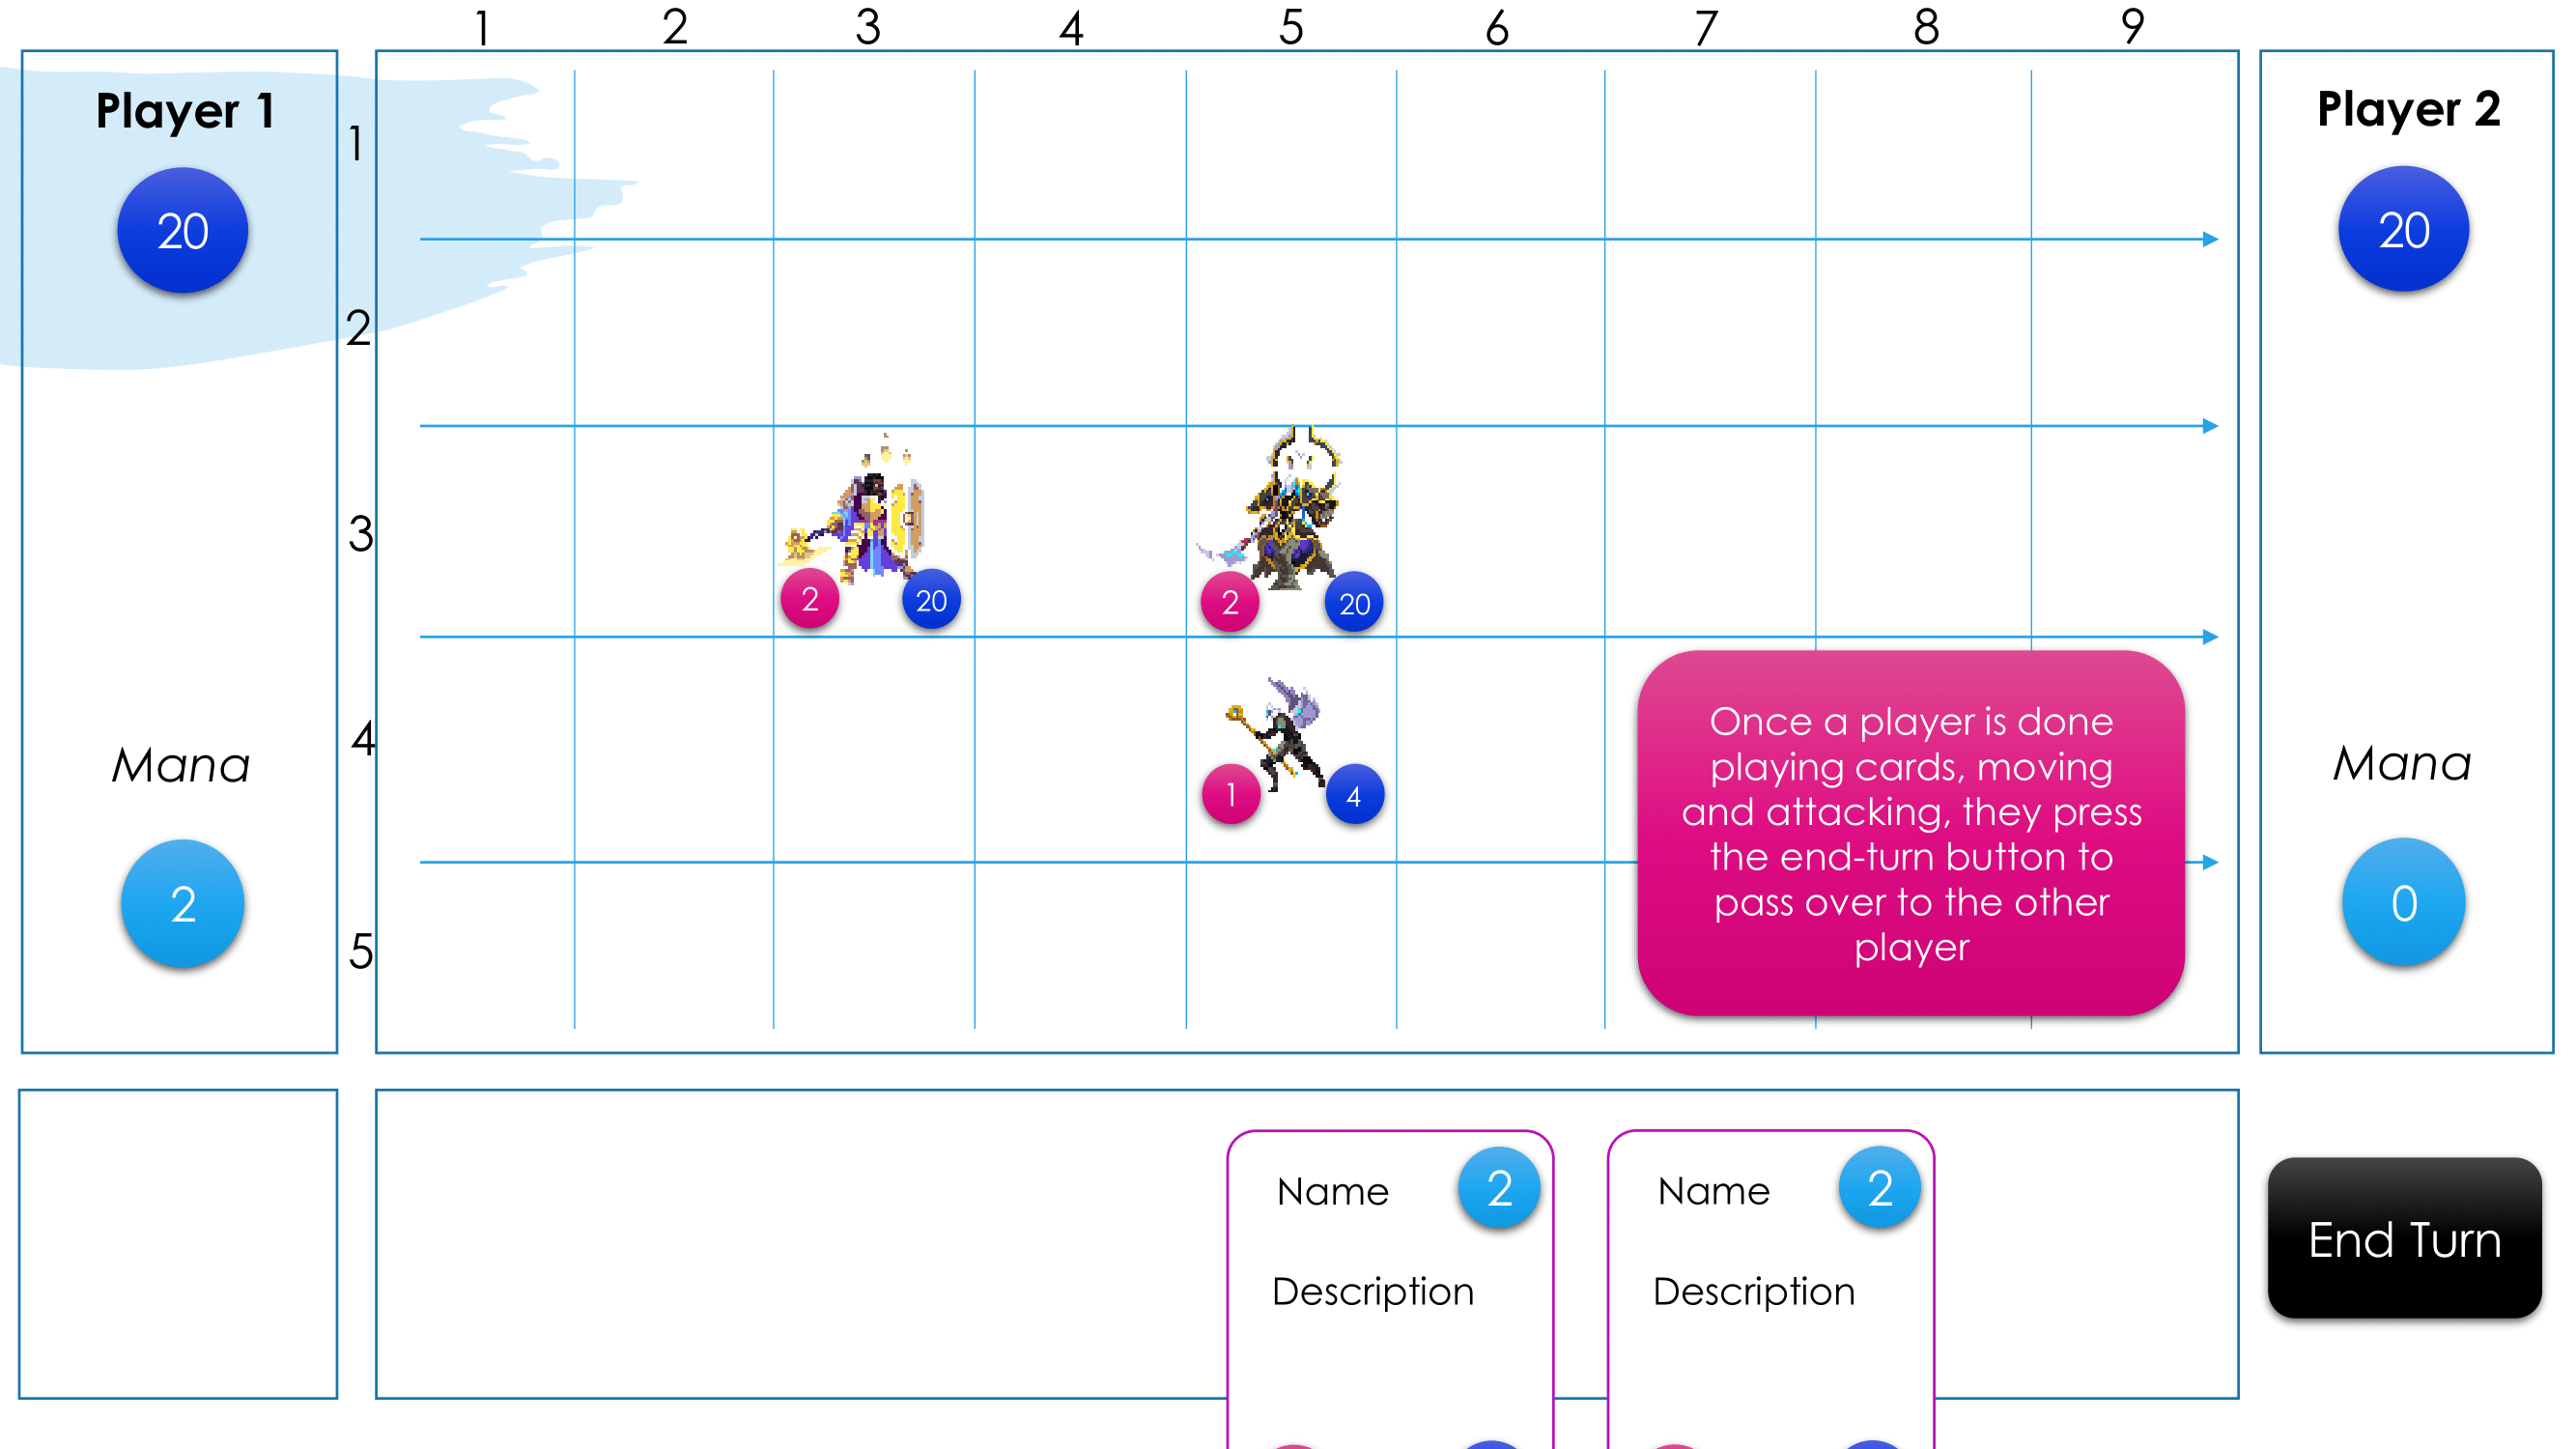 1 2 3 4 5 6 7 8 9
Player 1
20
Mana
2
1
2
3
4
5
2 20
2 20
1 4
Once a player is done
playing cards, moving
and attacking, they press
the end-turn button to
pass over to the other
player
Player 2
20
Mana
0
Name 2
Description
Name 2
Description
End Turn